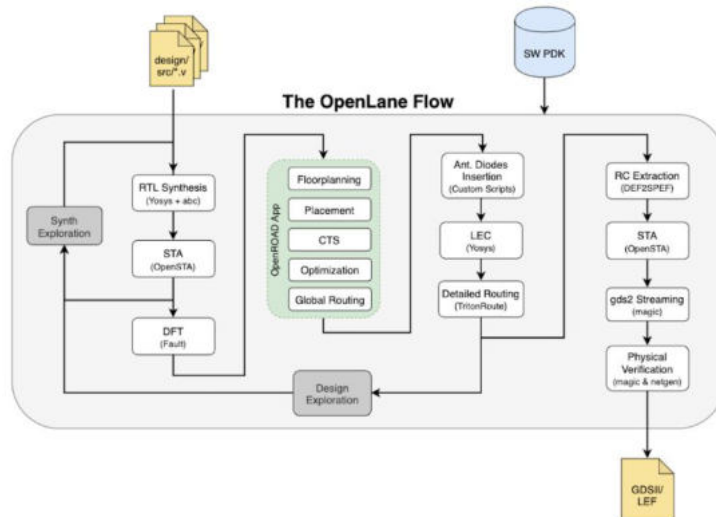 design/
src/*.v
SW PDK
The OpenLane Flow
Synth
Exploration
RTL Synthesis
(Yosys + abc)
STA
(OpenSTA)
DFT
(Fault)
OpenROAD App
Floorplanning
Placement
CTS
Optimization
Global Routing
Design
Exploration
Ant. Diodes
Insertion
(Custom Scripts)
LEC
(Yosys)
Detailed Routing
(TritonRoute)
RC Extraction
(DEF2SPEF)
STA
(OpenSTA)
gds2 Streaming
(magic)
Physical
Verification
(magic & netgen)
GDSII/
LEF